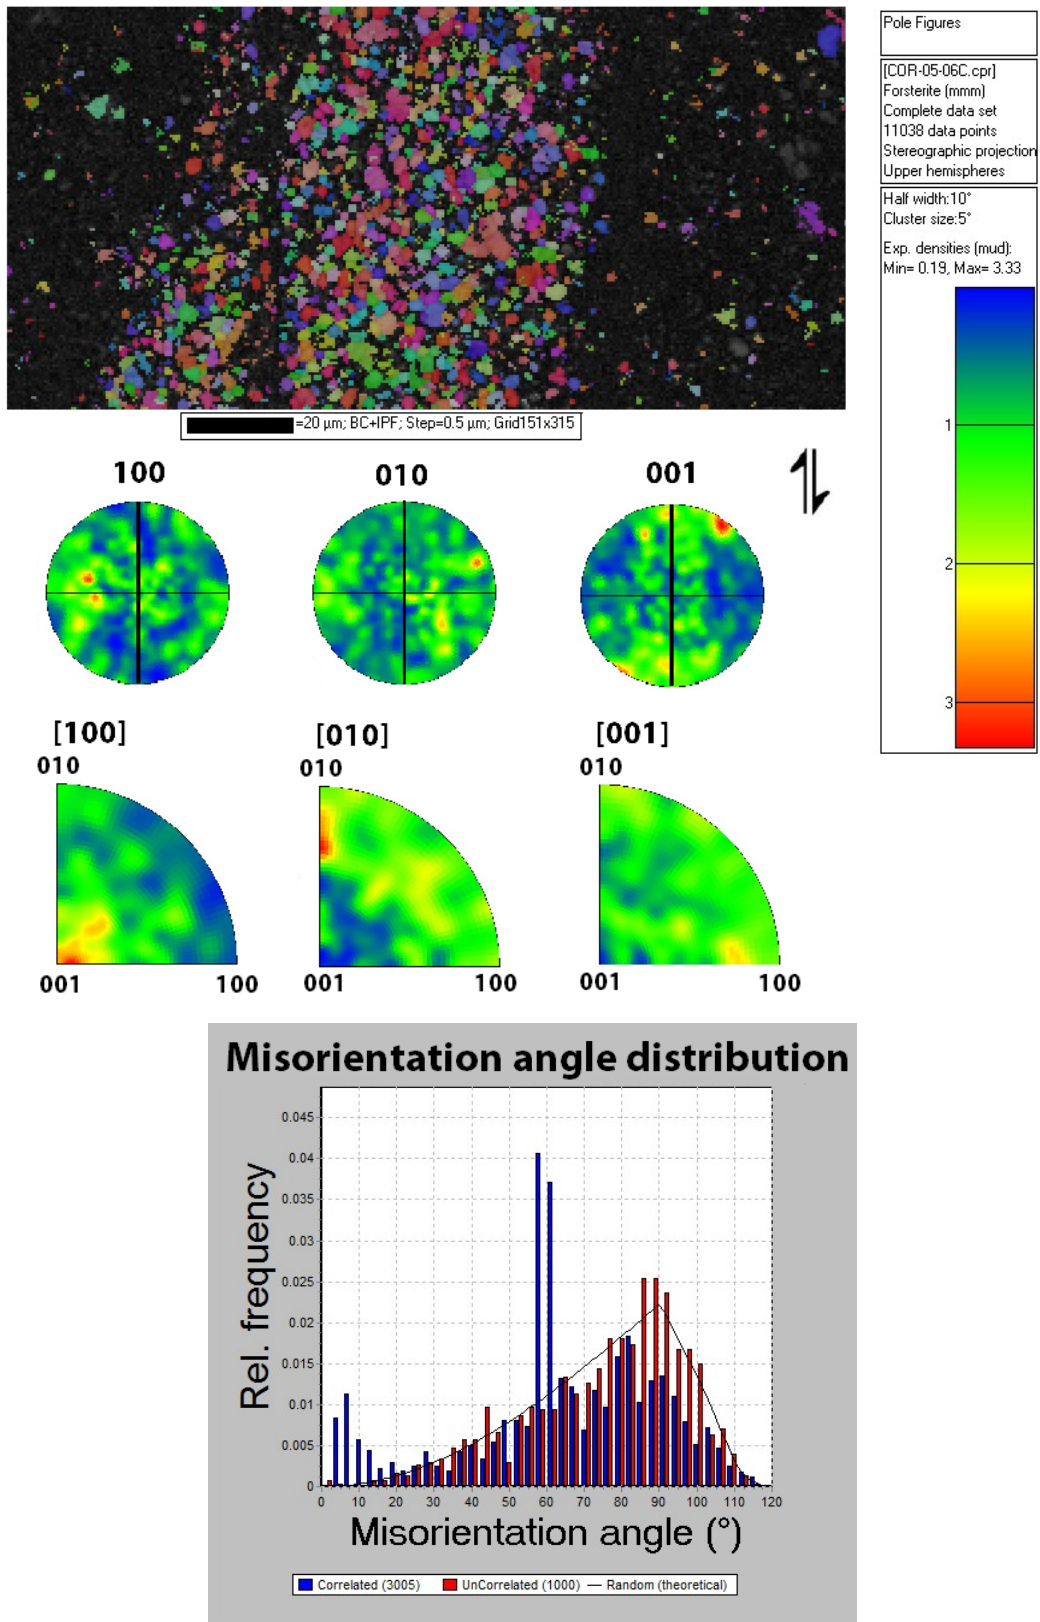 Pole Figures
[COR-05-06C.cpr]
Forsterite (mmm)
Complete data set
11038 data points
Stereographic projection
Upper hemispheres
Half width:10°
Cluster size:5°
Exp. densities (mud):
Min= 0.19, Max= 3.33
1
2
3
=20 µm; BC+IPF; Step=0.5 µm; Grid151x315
100 010 001
[100] [010] [001]
010 010 010
001 100 001 100 001 100
Misorientation angle distribution
Rel. frequency
0.045
0.04
0.035
0.03
0.025
0.02
0.015
0.01
0.005
0
0 10 20 30 40 50 60 70 80 90 100 110 120
Misorientation angle (°)
Correlated (3005) UnCorrelated (1000) Random (theoretical)